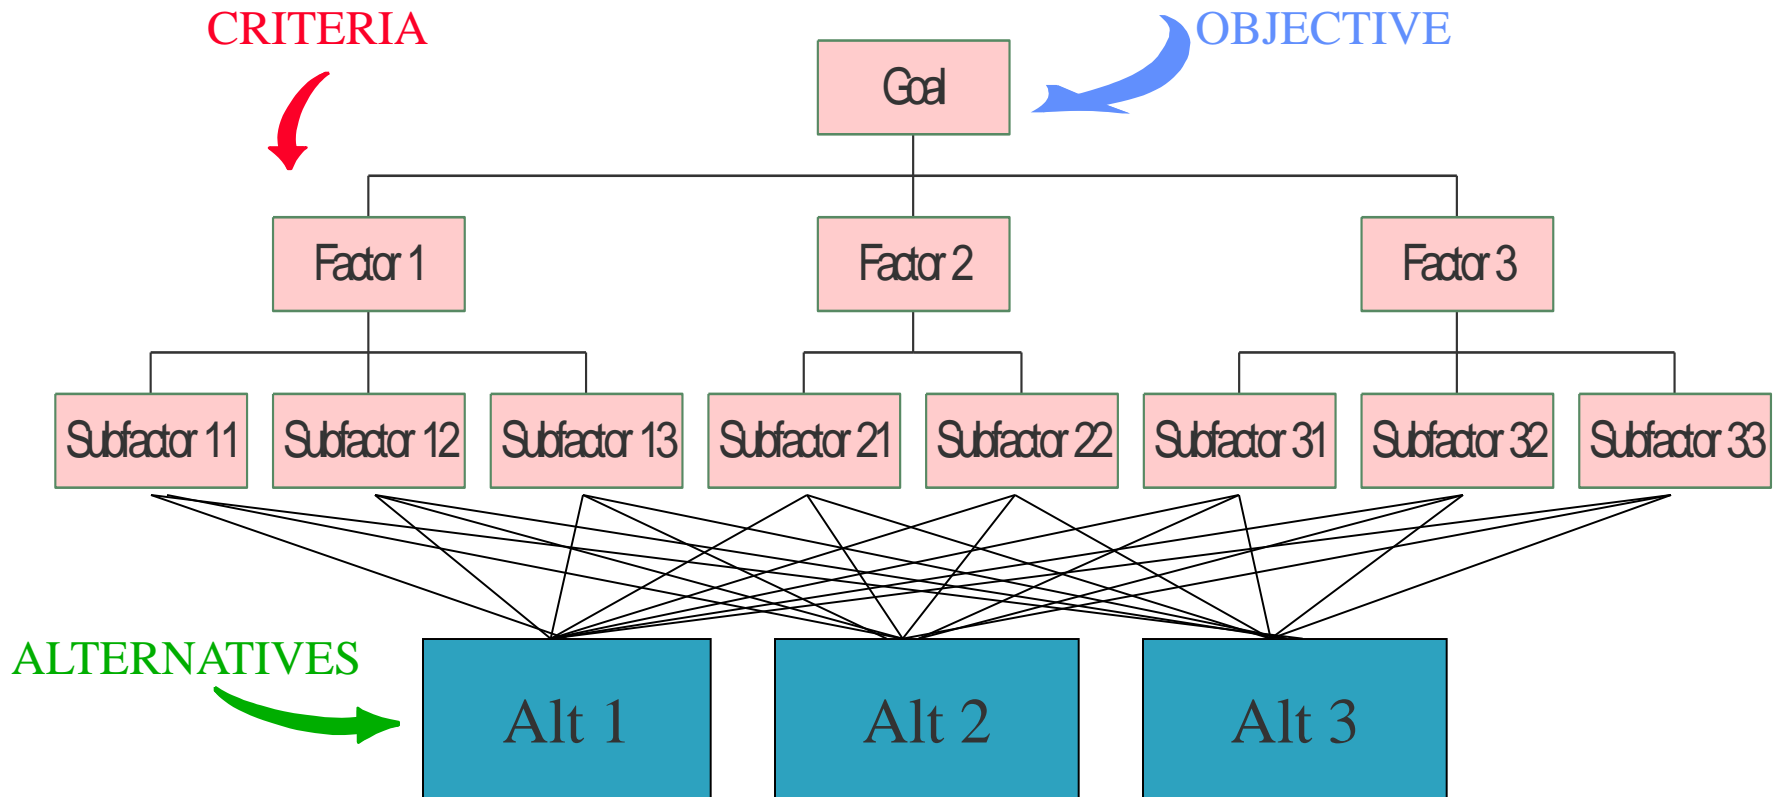 CRITERIA
OBJECTIVE
Goal
Factor 1
Factor 2
Factor 3
Subfactor 11
Subfactor 12
Subfactor 13
Subfactor 21
Subfactor 22
Subfactor 31
Subfactor 32
Subfactor 33
ALTERNATIVES
Alt 1
Alt 2
Alt 3